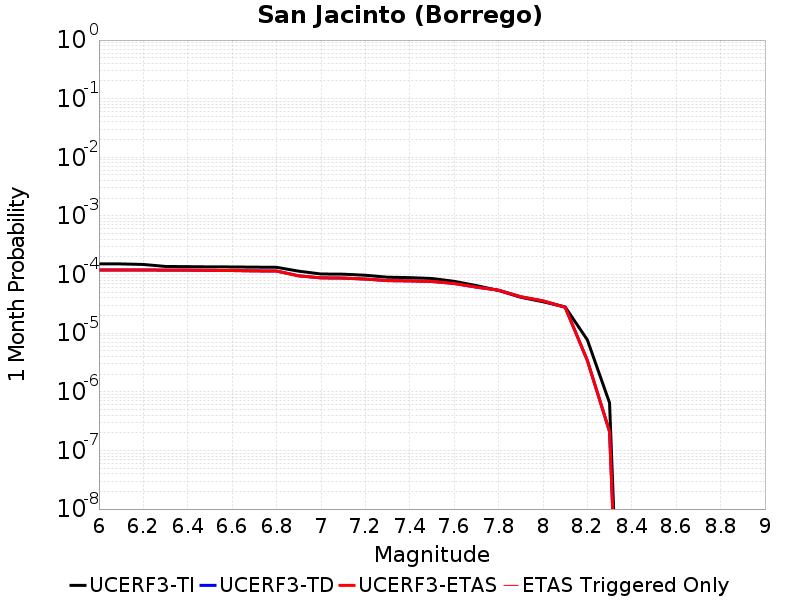 San Jacinto (Borrego)
1 Month Probability
10^0
10^-1
10^-2
10^-3
10^-4
10^-5
10^-6
10^-7
10^-8
6 6.2 6.4 6.6 6.8 7 7.2 7.4 7.6 7.8 8 8.2 8.4 8.6 8.8 9
Magnitude
UCERF3-TI UCERF3-TD UCERF3-ETAS ETAS Triggered Only